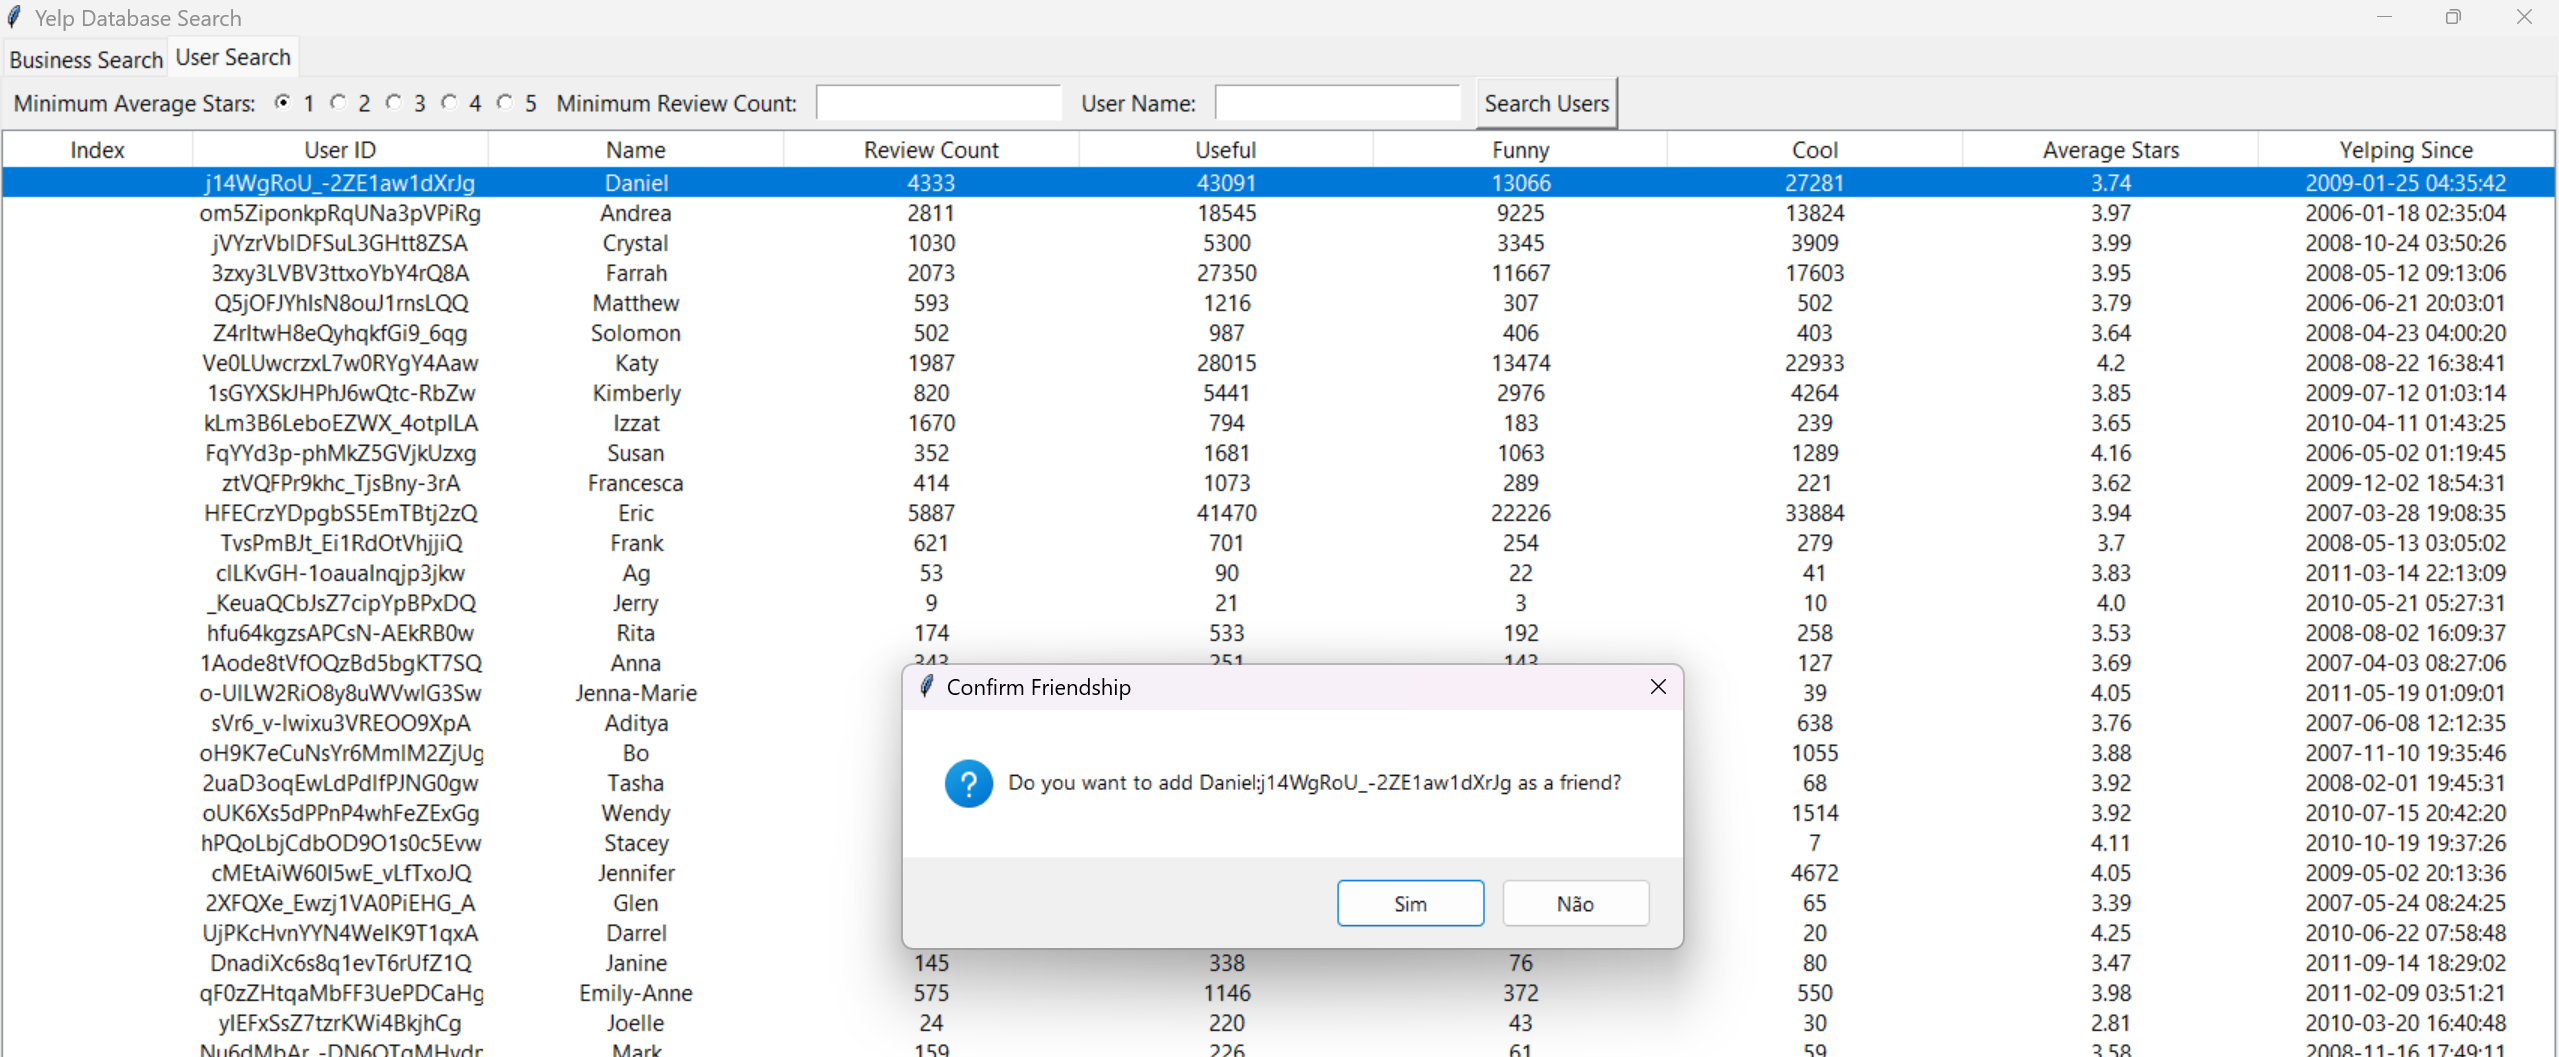 Yelp Database Search
Business Search User Search
Minimum Average Stars: 1 2 3 4 5 Minimum Review Count: User Name: Search Users
Index User ID Name Review Count Useful Funny Cool Average Stars Yelping Since
j14WgRoU_-2ZE1aw1dXrJg Daniel 4333 43091 13066 27281 3.74 2009-01-25 04:35:42
om5ZiponkpRqUNa3pVPiRg Andrea 2811 18545 9225 13824 3.97 2006-01-18 02:35:04
jVYzrVblDFSuL3GHtt8ZSA Crystal 1030 5300 3345 3909 3.99 2008-10-24 03:50:26
3zxy3LVBV3ttxoYbY4rQ8A Farrah 2073 27350 11667 17603 3.95 2008-05-12 09:13:06
Q5jOFJYhIsN8ouJ1rnsLQQ Matthew 593 1216 307 502 3.79 2006-06-21 20:03:01
Z4rItwH8eQyhqkfGi9_6qg Solomon 502 987 406 403 3.64 2008-04-23 04:00:20
Ve0LUwcrzxL7w0RYgY4Aaw Katy 1987 28015 13474 22933 4.2 2008-08-22 16:38:41
1sGYXSkJHPhJ6wQtc-RbZw Kimberly 820 5441 2976 4264 3.85 2009-07-12 01:03:14
kLm3B6LeboEZWX_4otpILA Izzat 1670 794 183 239 3.65 2010-04-11 01:43:25
FqYYd3p-phMkZ5GVjkUzxg Susan 352 1681 1063 1289 4.16 2006-05-02 01:19:45
ztVQFPr9khc_TjsBny-3rA Francesca 414 1073 289 221 3.62 2009-12-02 18:54:31
HFECrzYDpgbS5EmTBtj2zQ Eric 5887 41470 22226 33884 3.94 2007-03-28 19:08:35
TvsPmBJt_Ei1RdOtVhjjiQ Frank 621 701 254 279 3.7 2008-05-13 03:05:02
clLKvGH-1oauaInqjp3jkw Ag 53 90 22 41 3.83 2011-03-14 22:13:09
_KeuaQCbJsZ7cipYpBPxDQ Jerry 9 21 3 10 4.0 2010-05-21 05:27:31
hfu64kgzsAPCsN-AEkRB0w Rita 174 533 192 258 3.53 2008-08-02 16:09:37
1Aode8tVfOQzBd5bgKT7SQ Anna 343 251 143 127 3.69 2007-04-03 08:27:06
o-UILW2RiO8y8uWVwIG3Sw Jenna-Marie 39 4.05 2011-05-19 01:09:01
sVr6_v-Iwixu3VREOO9XpA Aditya 638 3.76 2007-06-08 12:12:35
oH9K7eCuNsYr6MmIM2ZjUg Bo 1055 3.88 2007-11-10 19:35:46
2uaD3oqEwLdPdIfPJNG0gw Tasha 68 3.92 2008-02-01 19:45:31
oUK6Xs5dPPnP4whFeZExGg Wendy 1514 3.92 2010-07-15 20:42:20
hPQoLbjCdbOD9O1s0c5Evw Stacey 7 4.11 2010-10-19 19:37:26
cMEtAiW60I5wE_vLfTxoJQ Jennifer 4672 4.05 2009-05-02 20:13:36
2XFQXe_Ewzj1VA0PiEHG_A Glen 65 3.39 2007-05-24 08:24:25
UjPKcHvnYYN4WeIK9T1qxA Darrel 20 4.25 2010-06-22 07:58:48
DnadiXc6s8q1evT6rUfZ1Q Janine 145 338 76 80 3.47 2011-09-14 18:29:02
qF0zZHtqaMbFF3UePDCaHg Emily-Anne 575 1146 372 550 3.98 2011-02-09 03:51:21
yIEFxSsZ7tzrKWi4BkjhCg Joelle 24 220 43 30 2.81 2010-03-20 16:40:48
Mark 159 226 61 59 3.58 2008-11-16 17:49:11
Confirm Friendship
Do you want to add Daniel:j14WgRoU_-2ZE1aw1dXrJg as a friend?
Sim Não